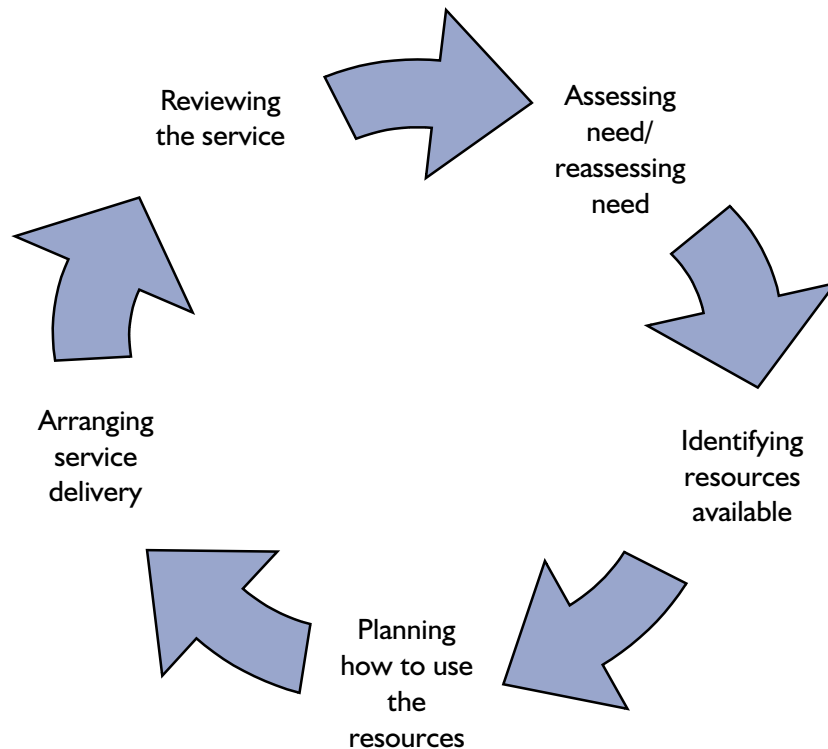 Reviewing
the service
Assessing
need/
reassessing
need
Identifying
resources
available
Planning
how to use
the
resources
Arranging
service
delivery